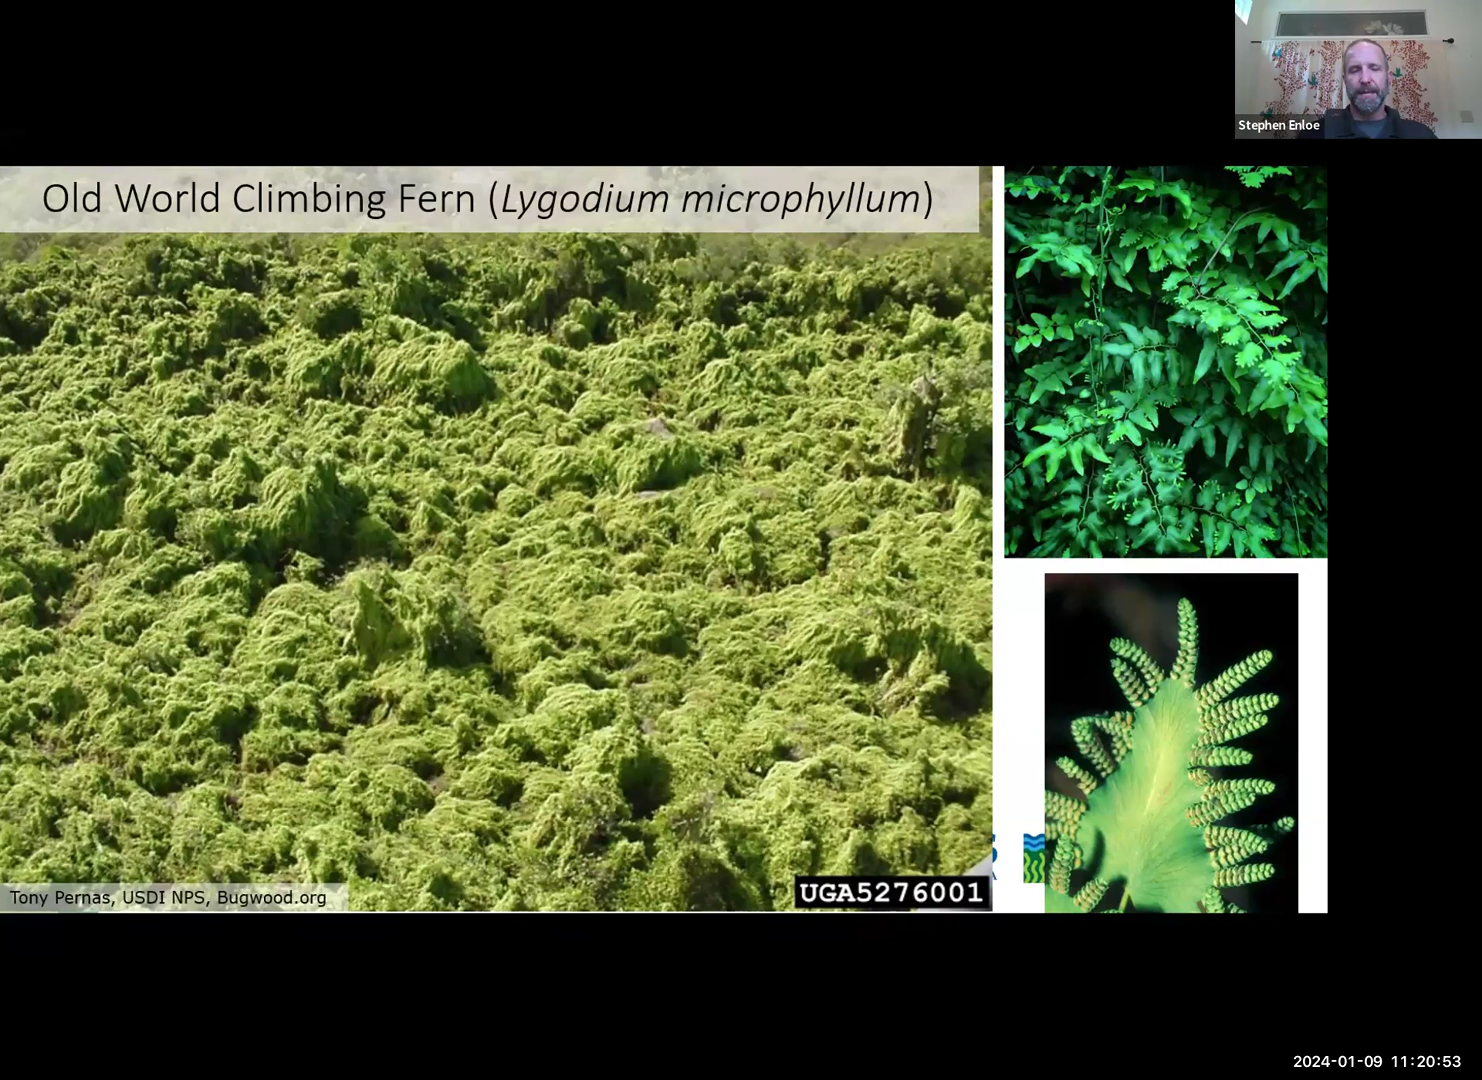 Stephen Enloe
Old World Climbing Fern (Lygodium microphyllum)
Tony Pernas, USDI NPS, Bugwood.org
UGA5276001
2024-01-09 11:20:53